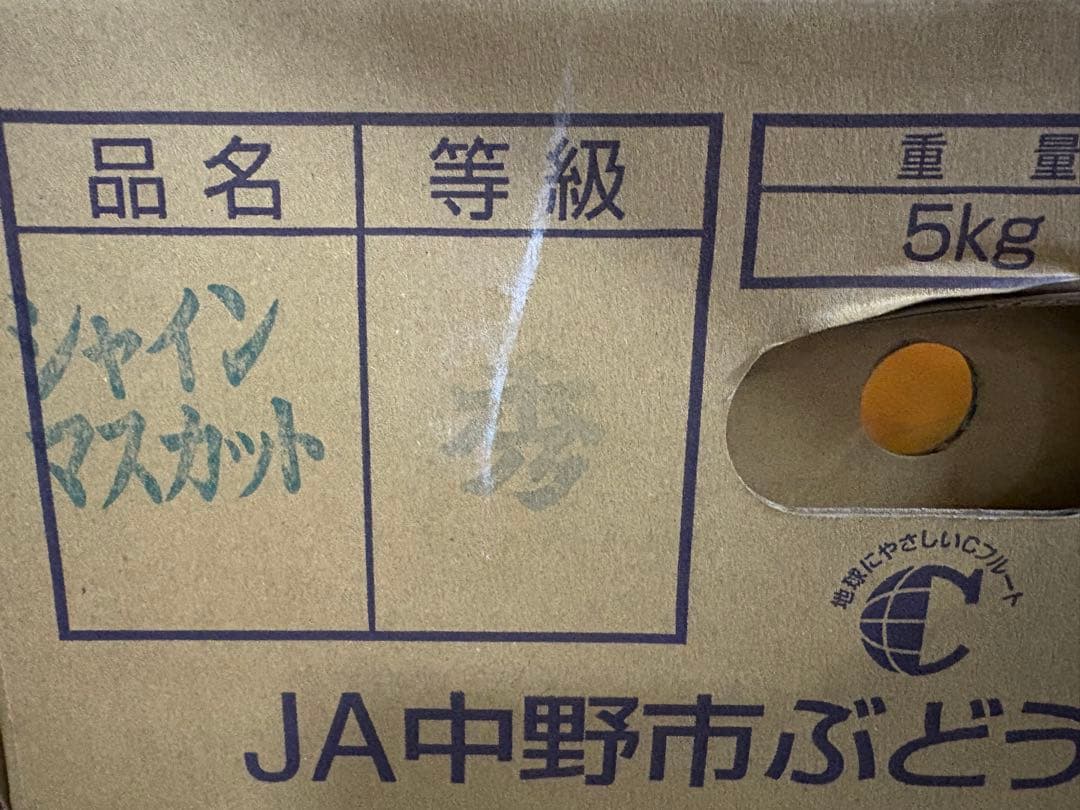 品名 等級
シャイン
マスカット
秀
重量
5kg
地球にやさしいCフルート
C
JA中野市ぶどう